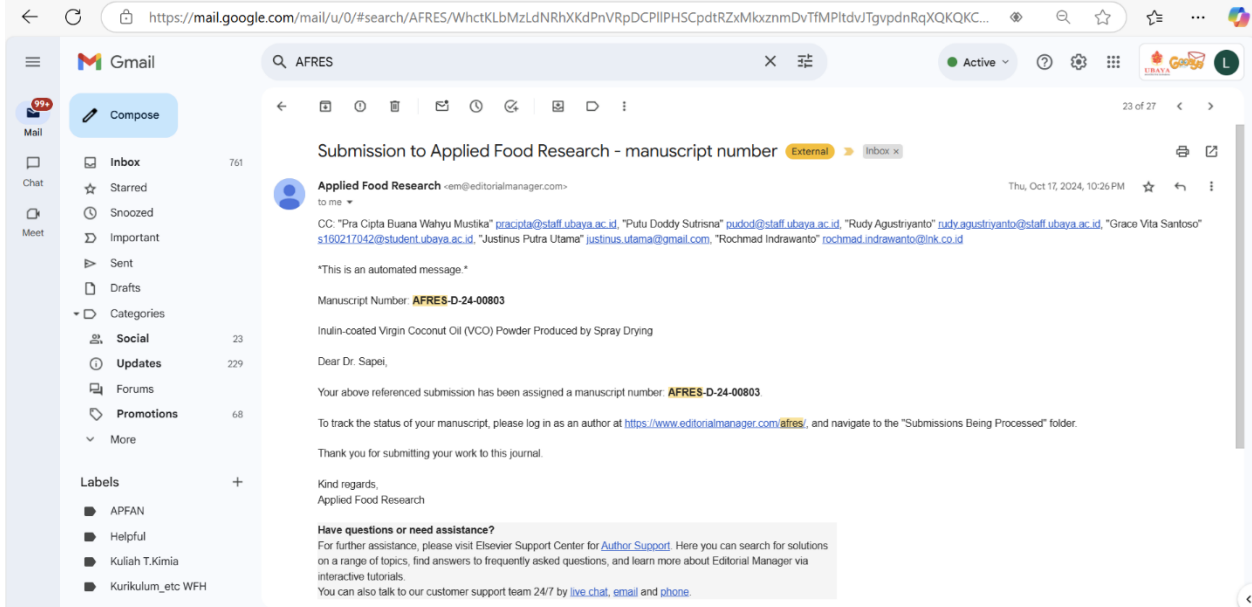 https://mail.google.com/mail/u/0/#search/AFRES/WhctKLbMzLdNRhXKdPnVRpDCPllPHSCpdtRZxMkxznmDvTfMPltdvJTgvpdnRqXQKQKC...
Gmail
AFRES
Active
UBAYA
L
99+
Mail
Chat
Meet
Compose
Inbox 761
Starred
Snoozed
Important
Sent
Drafts
Categories
Social 23
Updates 229
Forums
Promotions 68
More
Labels +
APFAN
Helpful
Kuliah T.Kimia
Kurikulum_etc WFH
23 of 27
Submission to Applied Food Research - manuscript number External Inbox ×
Applied Food Research <em@editorialmanager.com> Thu, Oct 17, 2024, 10:26 PM
to me
CC: "Pra Cipta Buana Wahyu Mustika" pracipta@staff.ubaya.ac.id, "Putu Doddy Sutrisna" pudod@staff.ubaya.ac.id, "Rudy Agustriyanto" rudy.agustriyanto@staff.ubaya.ac.id, "Grace Vita Santoso"
s160217042@student.ubaya.ac.id, "Justinus Putra Utama" justinus.utama@gmail.com, "Rochmad Indrawanto" rochmad.indrawanto@lnk.co.id
*This is an automated message.*
Manuscript Number: AFRES-D-24-00803
Inulin-coated Virgin Coconut Oil (VCO) Powder Produced by Spray Drying
Dear Dr. Sapei,
Your above referenced submission has been assigned a manuscript number: AFRES-D-24-00803.
To track the status of your manuscript, please log in as an author at https://www.editorialmanager.com/afres/, and navigate to the "Submissions Being Processed" folder.
Thank you for submitting your work to this journal.
Kind regards,
Applied Food Research
Have questions or need assistance?
For further assistance, please visit Elsevier Support Center for Author Support. Here you can search for solutions
on a range of topics, find answers to frequently asked questions, and learn more about Editorial Manager via
interactive tutorials.
You can also talk to our customer support team 24/7 by live chat, email and phone.